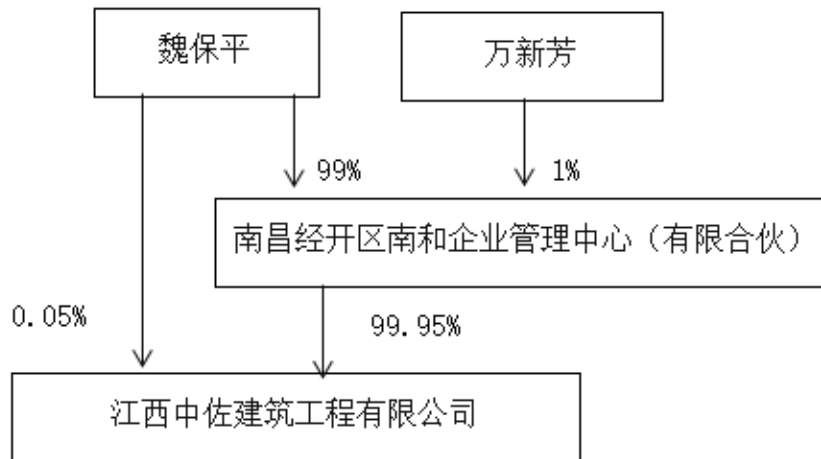 魏保平
万新芳
99%
1%
南昌经开区南和企业管理中心（有限合伙）
0.05%
99.95%
江西中佐建筑工程有限公司